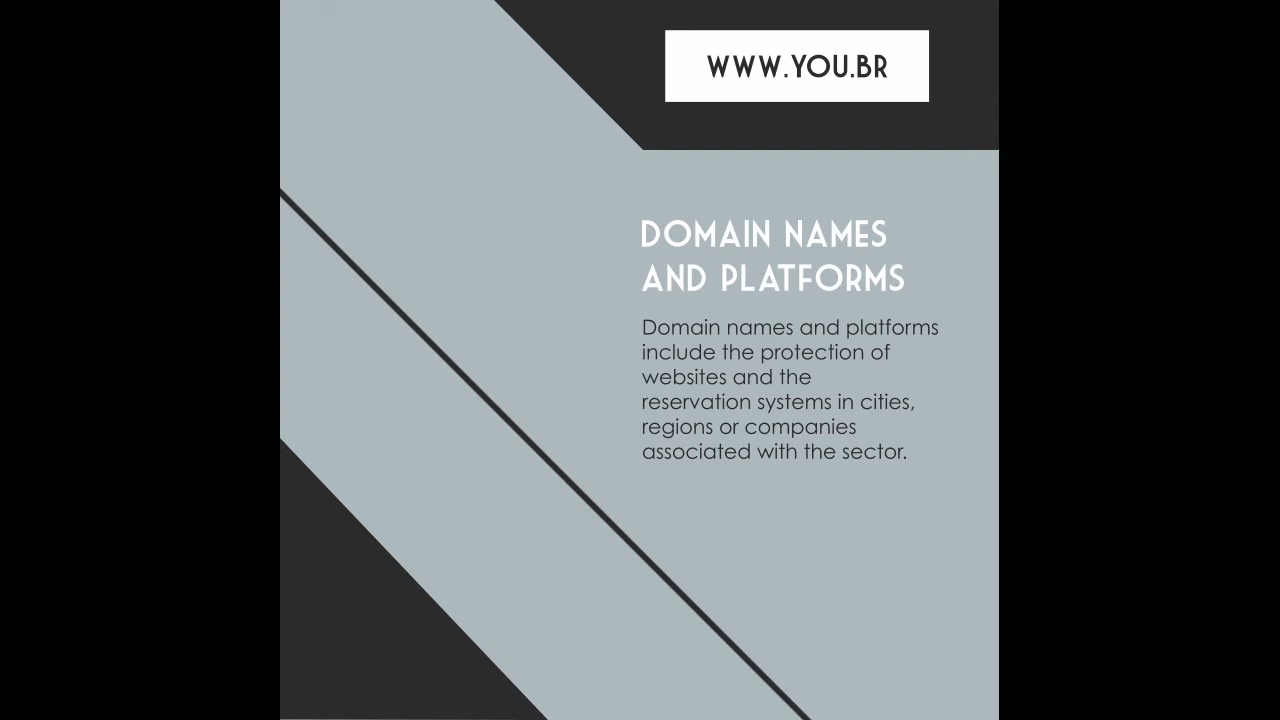 WWW.YOU.BR
DOMAIN NAMES
AND PLATFORMS
Domain names and platforms
include the protection of
websites and the
reservation systems in cities,
regions or companies
associated with the sector.